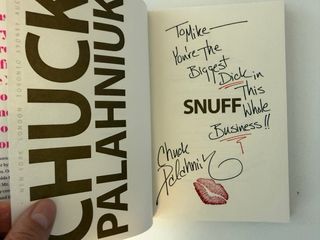 CHUCK
PALAHNIUK
NEW YORK LONDON TORONTO SYDNEY AUCKLAND
To Mike—
You're the
Biggest
Dick in
This
SNUFF
Whole
Business!!
Chuck
Palahniuk